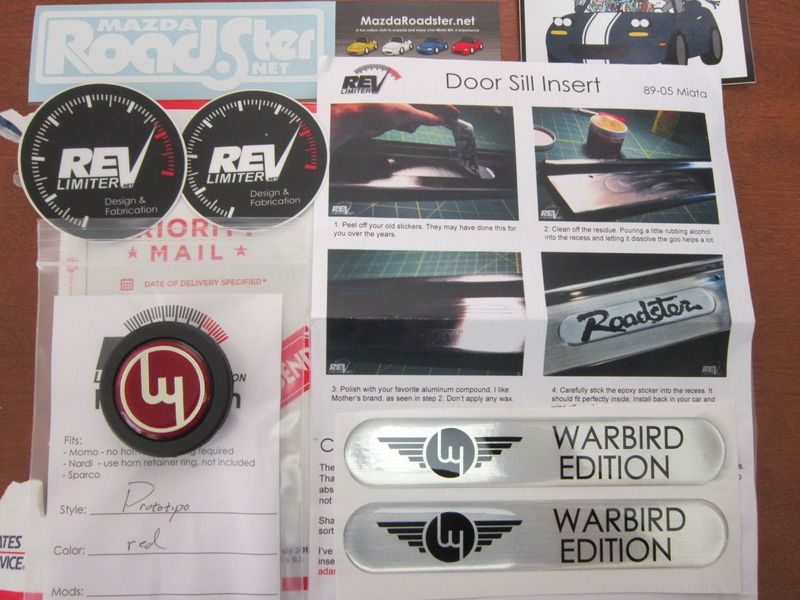 MAZDA
RoadSter
.NET
MazdaRoadster.net
REV
LIMITER.NET
Design &
Fabrication
REV
LIMITER.NET
Design &
Fabrication
REV
LIMITER
Door Sill Insert
89-05 Miata
1: Peel off your old stickers. They may have done this for
you over the years.
2: Clean off the residue. Pouring a little rubbing alcohol
into the recess and letting it dissolve the goo helps a lot.
Roadster
3: Polish with your favorite aluminum compound. I like
Mother's brand, as seen in step 2. Don't apply any wax.
4: Carefully stick the epoxy sticker into the recess. It
should fit perfectly inside. Install back in your car and
PRIORITY
★ MAIL ★
DATE OF DELIVERY SPECIFIED*
Fits:
- Momo - no horn required
- Nardi - use horn retainer ring, not included
- Sparco
Style: Prototipo
Color: red
Mods:
WARBIRD
EDITION
WARBIRD
EDITION